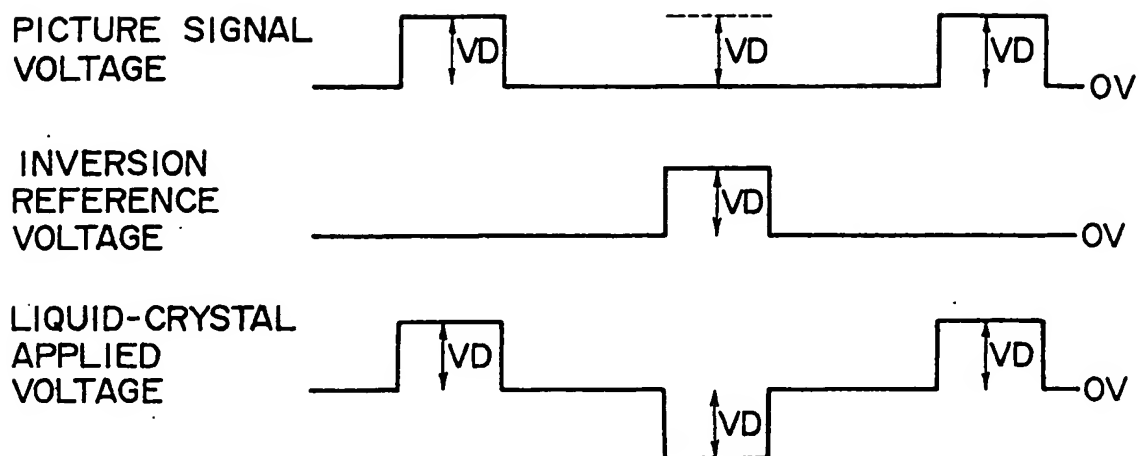 PICTURE SIGNAL
VOLTAGE
VD
VD
VD
OV
INVERSION
REFERENCE
VOLTAGE
VD
OV
LIQUID-CRYSTAL
APPLIED
VOLTAGE
VD
VD
VD
OV